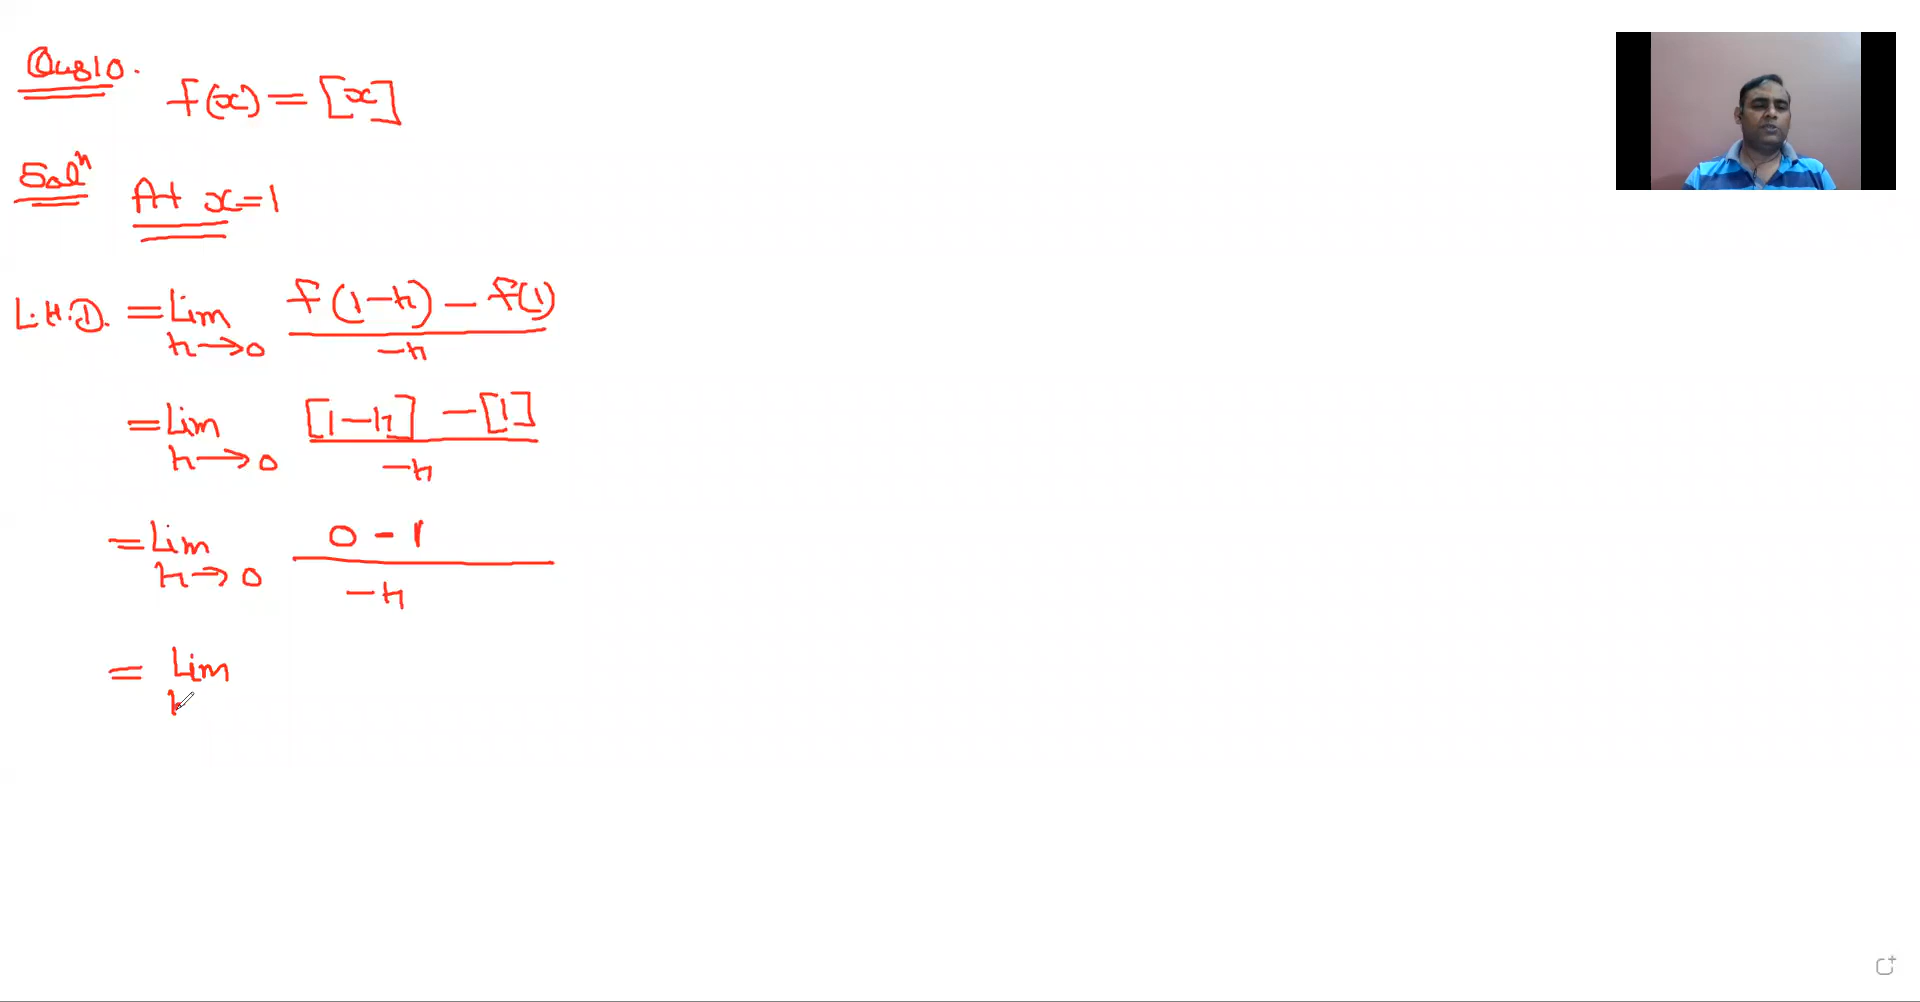 Ques10.
f(x) = [x]
Solⁿ
At x=1
L.H.D. = Lim h→0 f(1-h) - f(1) / -h
= Lim h→0 [1-h] - [1] / -h
= Lim h→0 0 - 1 / -h
= Lim